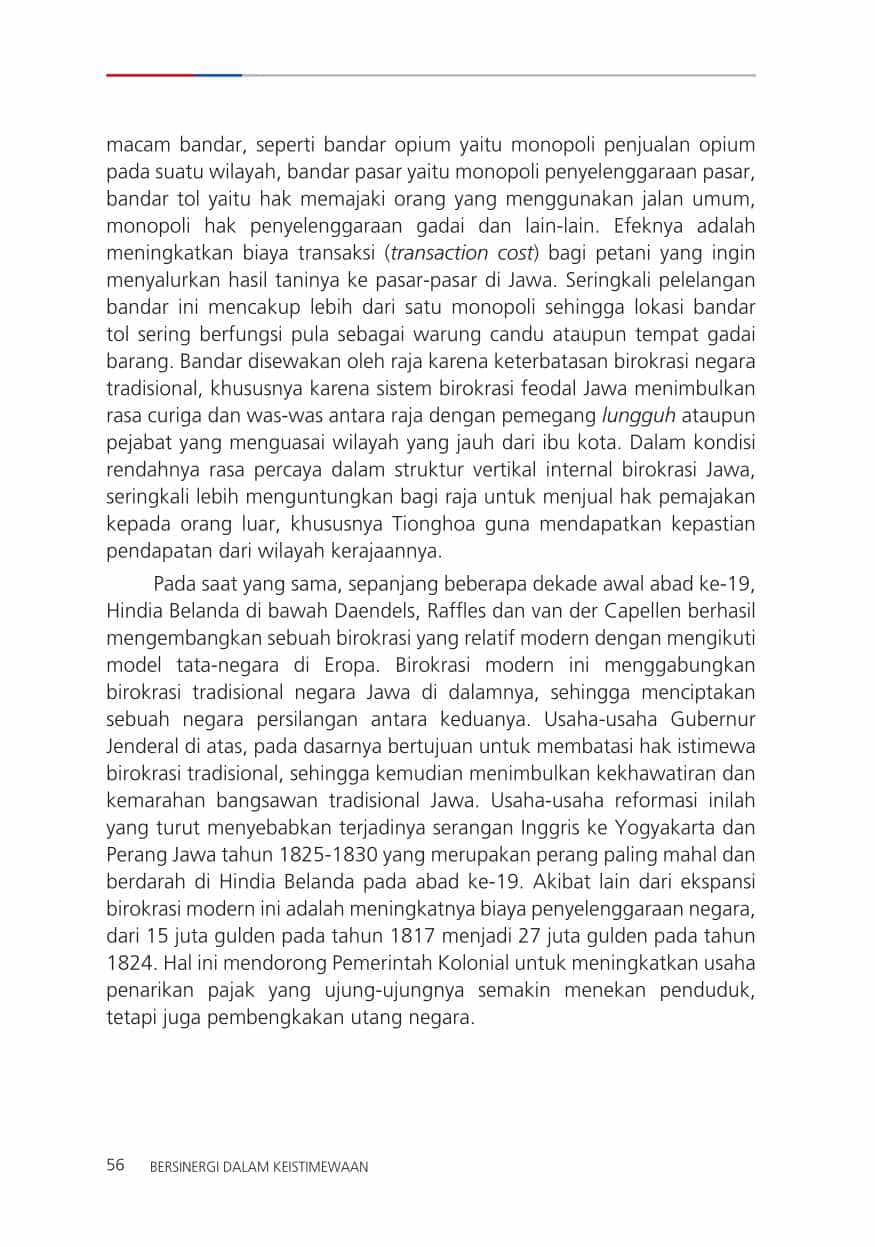 macam bandar, seperti bandar opium yaitu monopoli penjualan opium
pada suatu wilayah, bandar pasar yaitu monopoli penyelenggaraan pasar,
bandar tol yaitu hak memajaki orang yang menggunakan jalan umum,
monopoli hak penyelenggaraan gadai dan lain-lain. Efeknya adalah
meningkatkan biaya transaksi (transaction cost) bagi petani yang ingin
menyalurkan hasil taninya ke pasar-pasar di Jawa. Seringkali pelelangan
bandar ini mencakup lebih dari satu monopoli sehingga lokasi bandar
tol sering berfungsi pula sebagai warung candu ataupun tempat gadai
barang. Bandar disewakan oleh raja karena keterbatasan birokrasi negara
tradisional, khususnya karena sistem birokrasi feodal Jawa menimbulkan
rasa curiga dan was-was antara raja dengan pemegang lungguh ataupun
pejabat yang menguasai wilayah yang jauh dari ibu kota. Dalam kondisi
rendahnya rasa percaya dalam struktur vertikal internal birokrasi Jawa,
seringkali lebih menguntungkan bagi raja untuk menjual hak pemajakan
kepada orang luar, khususnya Tionghoa guna mendapatkan kepastian
pendapatan dari wilayah kerajaannya.
Pada saat yang sama, sepanjang beberapa dekade awal abad ke-19,
Hindia Belanda di bawah Daendels, Raffles dan van der Capellen berhasil
mengembangkan sebuah birokrasi yang relatif modern dengan mengikuti
model tata-negara di Eropa. Birokrasi modern ini menggabungkan
birokrasi tradisional negara Jawa di dalamnya, sehingga menciptakan
sebuah negara persilangan antara keduanya. Usaha-usaha Gubernur
Jenderal di atas, pada dasarnya bertujuan untuk membatasi hak istimewa
birokrasi tradisional, sehingga kemudian menimbulkan kekhawatiran dan
kemarahan bangsawan tradisional Jawa. Usaha-usaha reformasi inilah
yang turut menyebabkan terjadinya serangan Inggris ke Yogyakarta dan
Perang Jawa tahun 1825-1830 yang merupakan perang paling mahal dan
berdarah di Hindia Belanda pada abad ke-19. Akibat lain dari ekspansi
birokrasi modern ini adalah meningkatnya biaya penyelenggaraan negara,
dari 15 juta gulden pada tahun 1817 menjadi 27 juta gulden pada tahun
1824. Hal ini mendorong Pemerintah Kolonial untuk meningkatkan usaha
penarikan pajak yang ujung-ujungnya semakin menekan penduduk,
tetapi juga pembengkakan utang negara.
56 BERSINERGI DALAM KEISTIMEWAAN